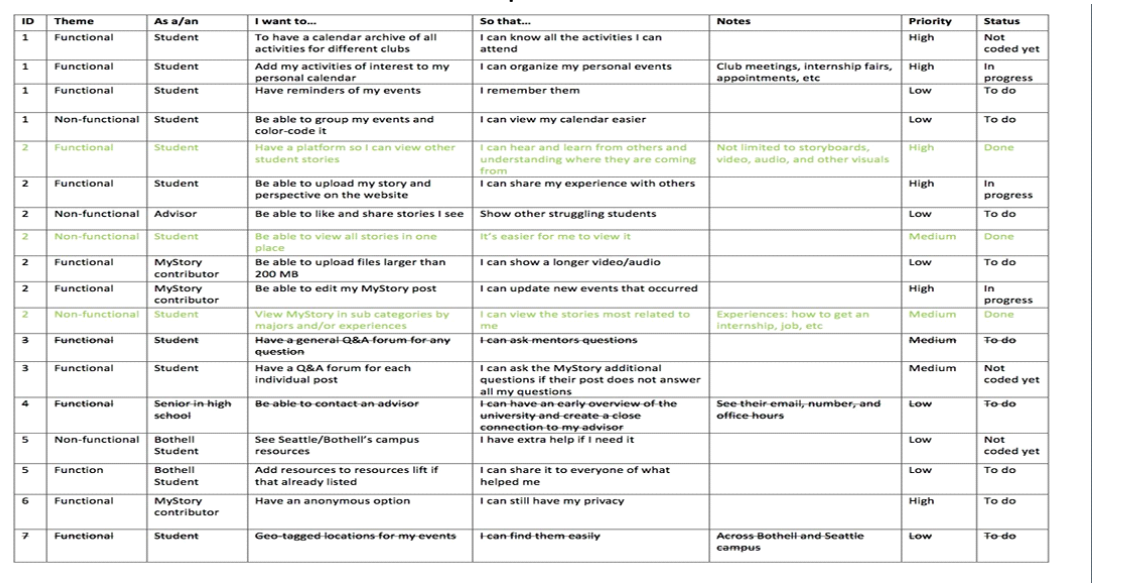 ID Theme As a/an I want to... So that... Notes Priority Status
1 Functional Student To have a calendar archive of all activities for different clubs I can know all the activities I can attend High Not coded yet
1 Functional Student Add my activities of interest to my personal calendar I can organize my personal events Club meetings, internship fairs, appointments, etc High In progress
1 Functional Student Have reminders of my events I remember them Low To do
1 Non-functional Student Be able to group my events and color-code it I can view my calendar easier Low To do
2 Functional Student Have a platform so I can view other student stories I can hear and learn from others and understanding where they are coming from Not limited to storyboards, video, audio, and other visuals High Done
2 Functional Student Be able to upload my story and perspective on the website I can share my experience with others High In progress
2 Non-functional Advisor Be able to like and share stories I see Show other struggling students Low To do
2 Non-functional Student Be able to view all stories in one place It's easier for me to view it Medium Done
2 Functional MyStory contributor Be able to upload files larger than 200 MB I can show a longer video/audio Low To do
2 Functional MyStory contributor Be able to edit my MyStory post I can update new events that occurred High In progress
2 Non-functional Student View MyStory in sub categories by majors and/or experiences I can view the stories most related to me Experiences: how to get an internship, job, etc Medium Done
3 Functional Student Have a general Q&A forum for any question I can ask mentors questions Medium To do
3 Functional Student Have a Q&A forum for each individual post I can ask the MyStory additional questions if their post does not answer all my questions Medium Not coded yet
4 Functional Senior in high school Be able to contact an advisor I can have an early overview of the university and create a close connection to my advisor See their email, number, and office hours Low To do
5 Non-functional Bothell Student See Seattle/Bothell's campus resources I have extra help if I need it Low Not coded yet
5 Function Bothell Student Add resources to resources lift if that already listed I can share it to everyone of what helped me Low To do
6 Functional MyStory contributor Have an anonymous option I can still have my privacy High To do
7 Functional Student Geo-tagged locations for my events I can find them easily Across Bothell and Seattle campus Low To do